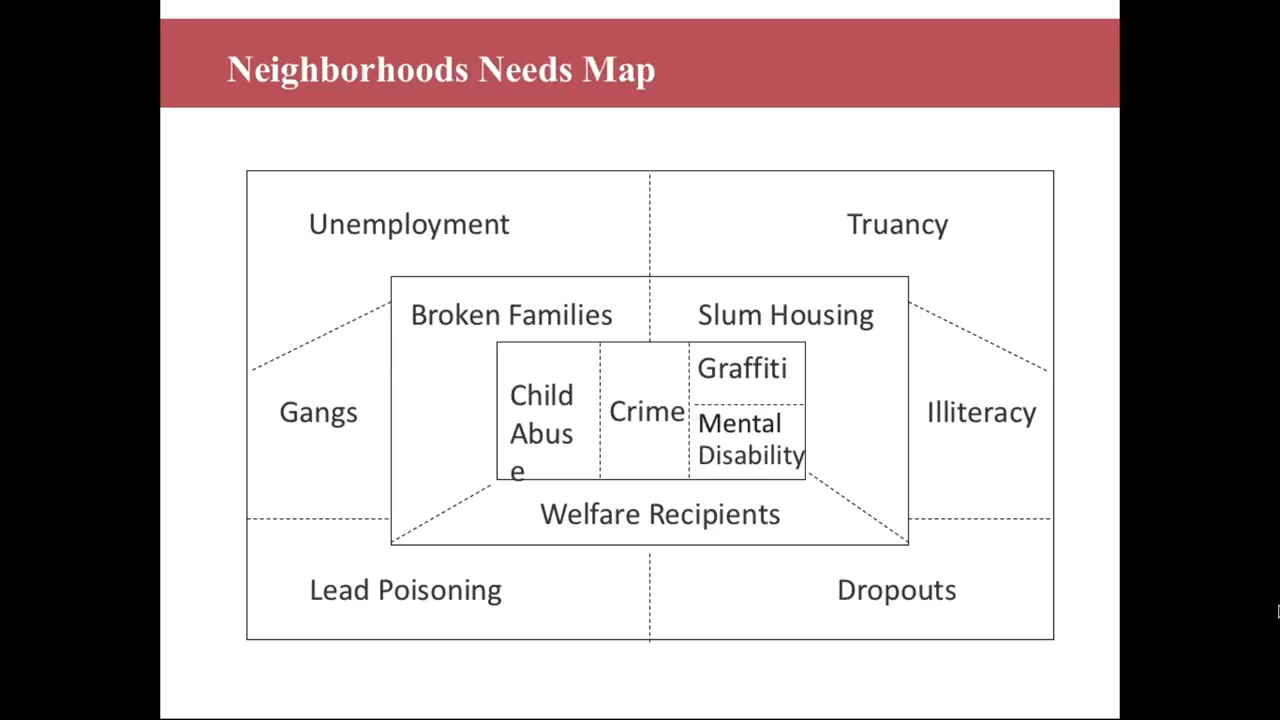 Neighborhoods Needs Map
Unemployment
Truancy
Broken Families
Slum Housing
Graffiti
Child
Abus
e
Crime
Mental
Disability
Gangs
Illiteracy
Welfare Recipients
Lead Poisoning
Dropouts